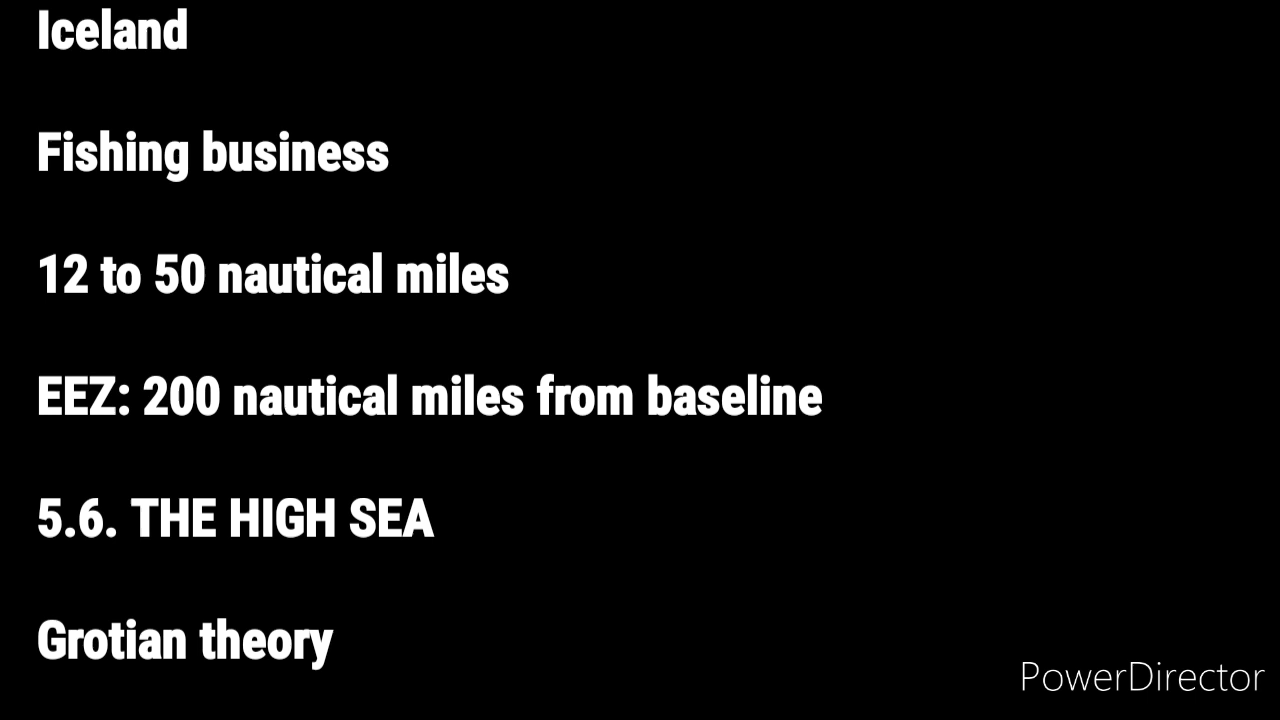 Iceland
Fishing business
12 to 50 nautical miles
EEZ: 200 nautical miles from baseline
5.6. THE HIGH SEA
Grotian theory
PowerDirector